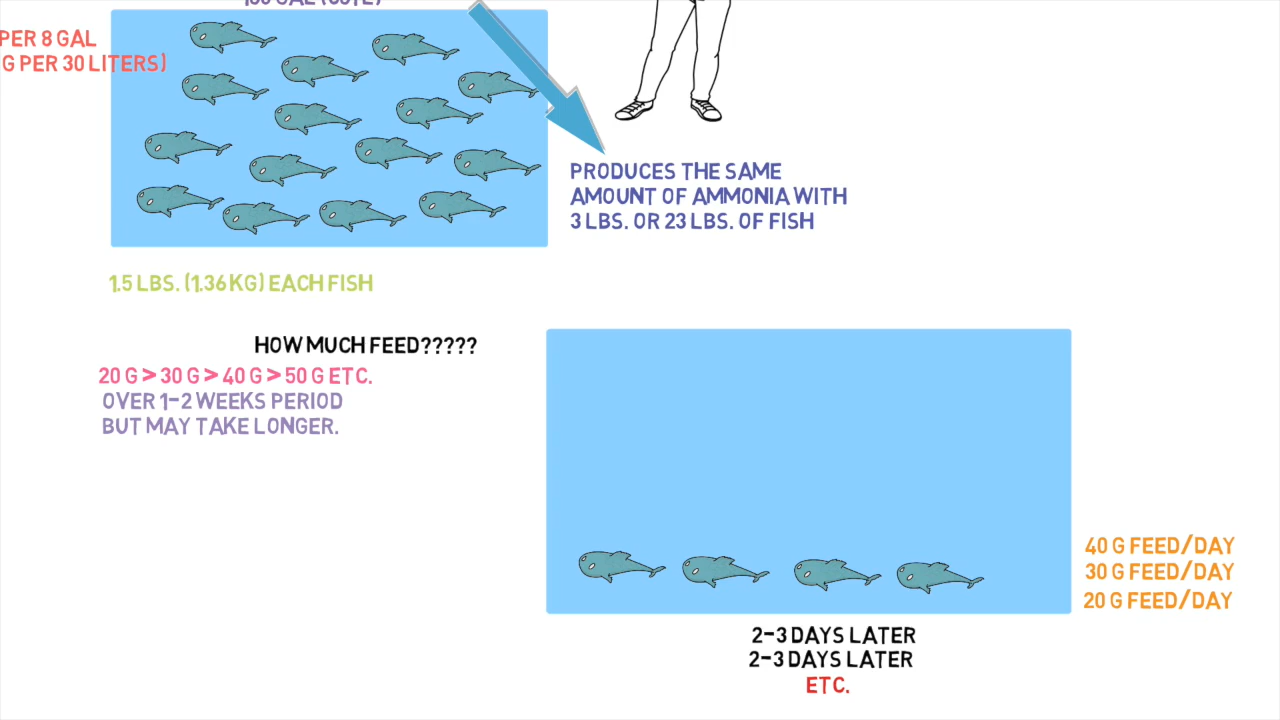 PER 8 GAL
G PER 30 LITERS)
PRODUCES THE SAME
AMOUNT OF AMMONIA WITH
3 LBS. OR 23 LBS. OF FISH
1.5 LBS. (1.36 KG) EACH FISH
HOW MUCH FEED?????
20 G > 30 G > 40 G > 50 G ETC.
OVER 1-2 WEEKS PERIOD
BUT MAY TAKE LONGER.
40 G FEED/DAY
30 G FEED/DAY
20 G FEED/DAY
2-3 DAYS LATER
2-3 DAYS LATER
ETC.